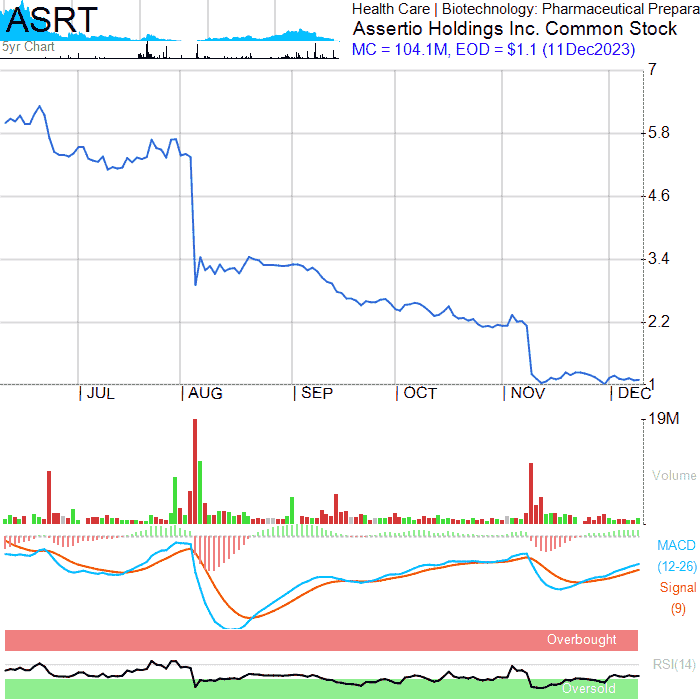 ASRT
5yr Chart
Health Care | Biotechnology: Pharmaceutical Prepara
Assertio Holdings Inc. Common Stock
MC = 104.1M, EOD = $1.1 (11Dec2023)
7
5.8
4.6
3.4
2.2
1
JUL AUG SEP OCT NOV DEC
19M
Volume
MACD
(12-26)
Signal
(9)
Overbought
RSI(14)
Oversold